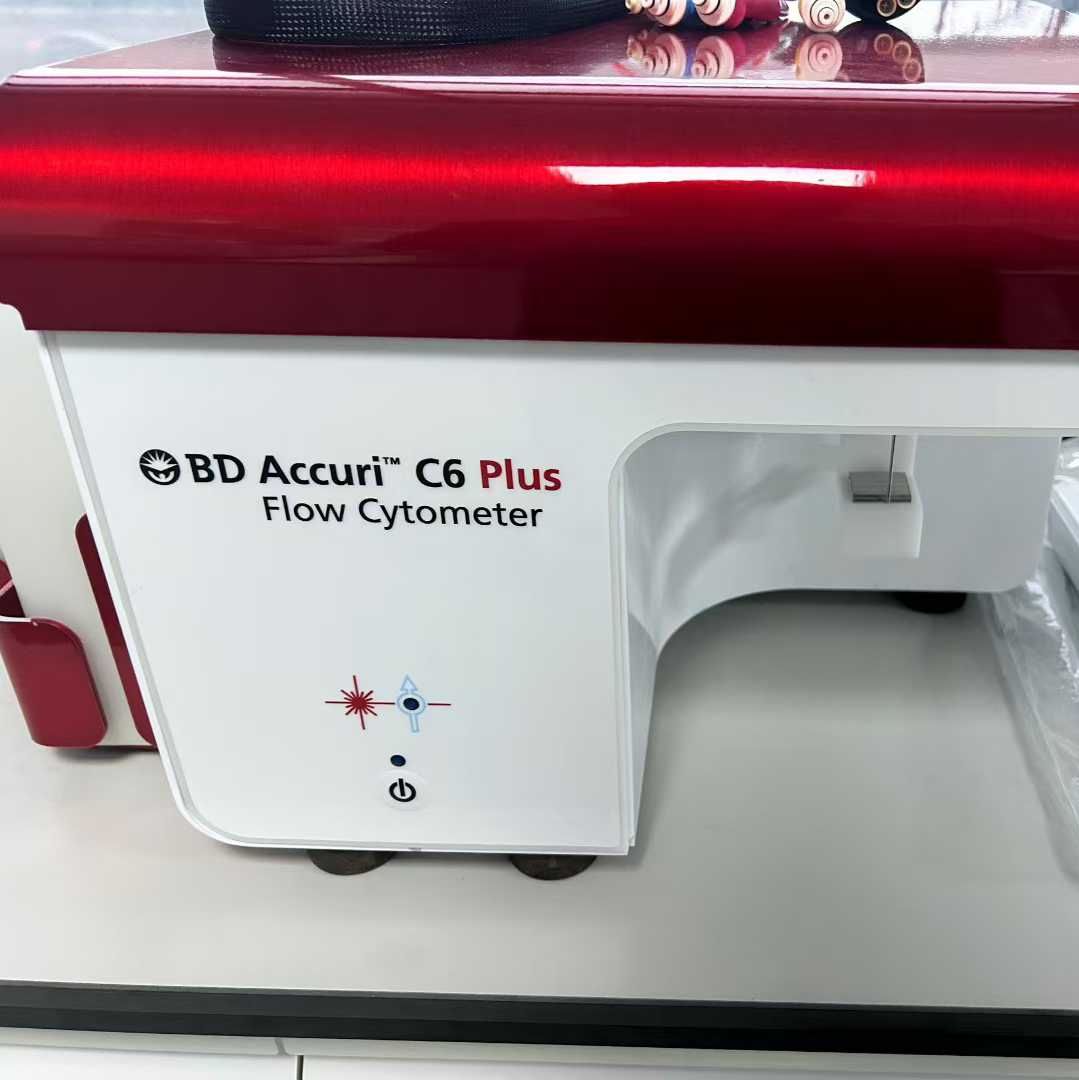 BD Accuri™ C6 Plus
Flow Cytometer